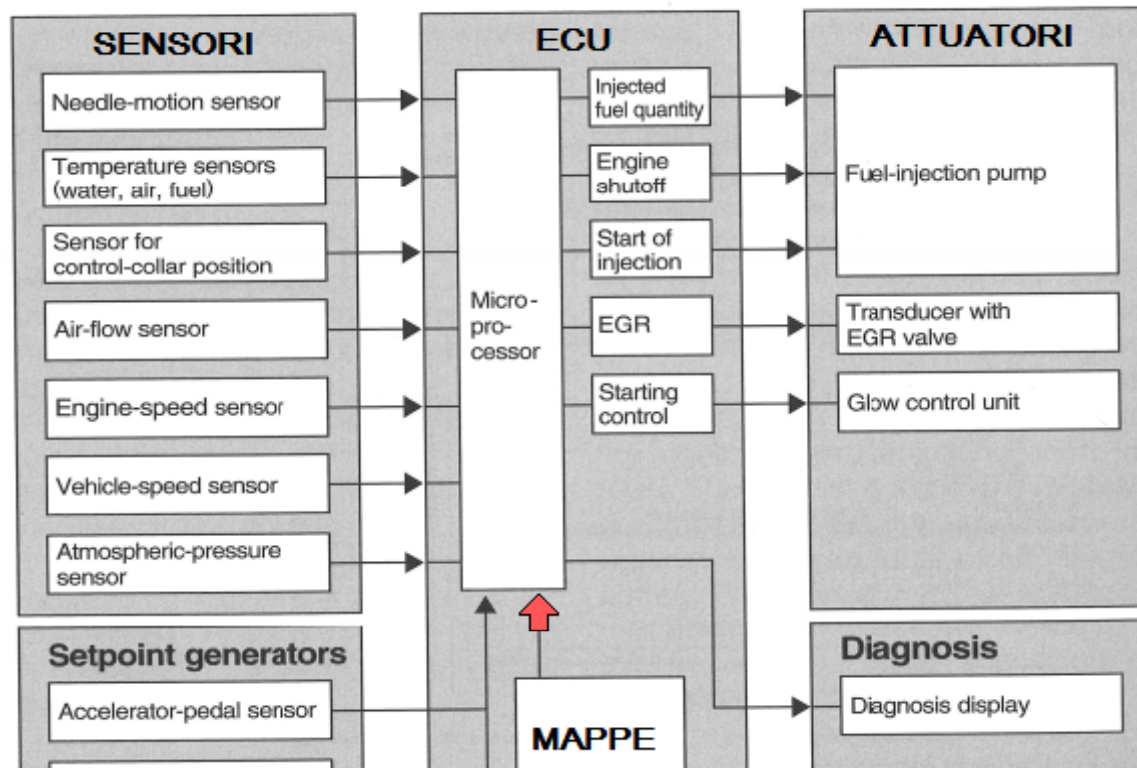 SENSORI
Needle-motion sensor
Temperature sensors
(water, air, fuel)
Sensor for
control-collar position
Air-flow sensor
Engine-speed sensor
Vehicle-speed sensor
Atmospheric-pressure
sensor
Setpoint generators
Accelerator-pedal sensor
ECU
Micro-
pro-
cessor
Injected
fuel quantity
Engine
shutoff
Start of
injection
EGR
Starting
control
MAPPE
ATTUATORI
Fuel-injection pump
Transducer with
EGR valve
Glow control unit
Diagnosis
Diagnosis display